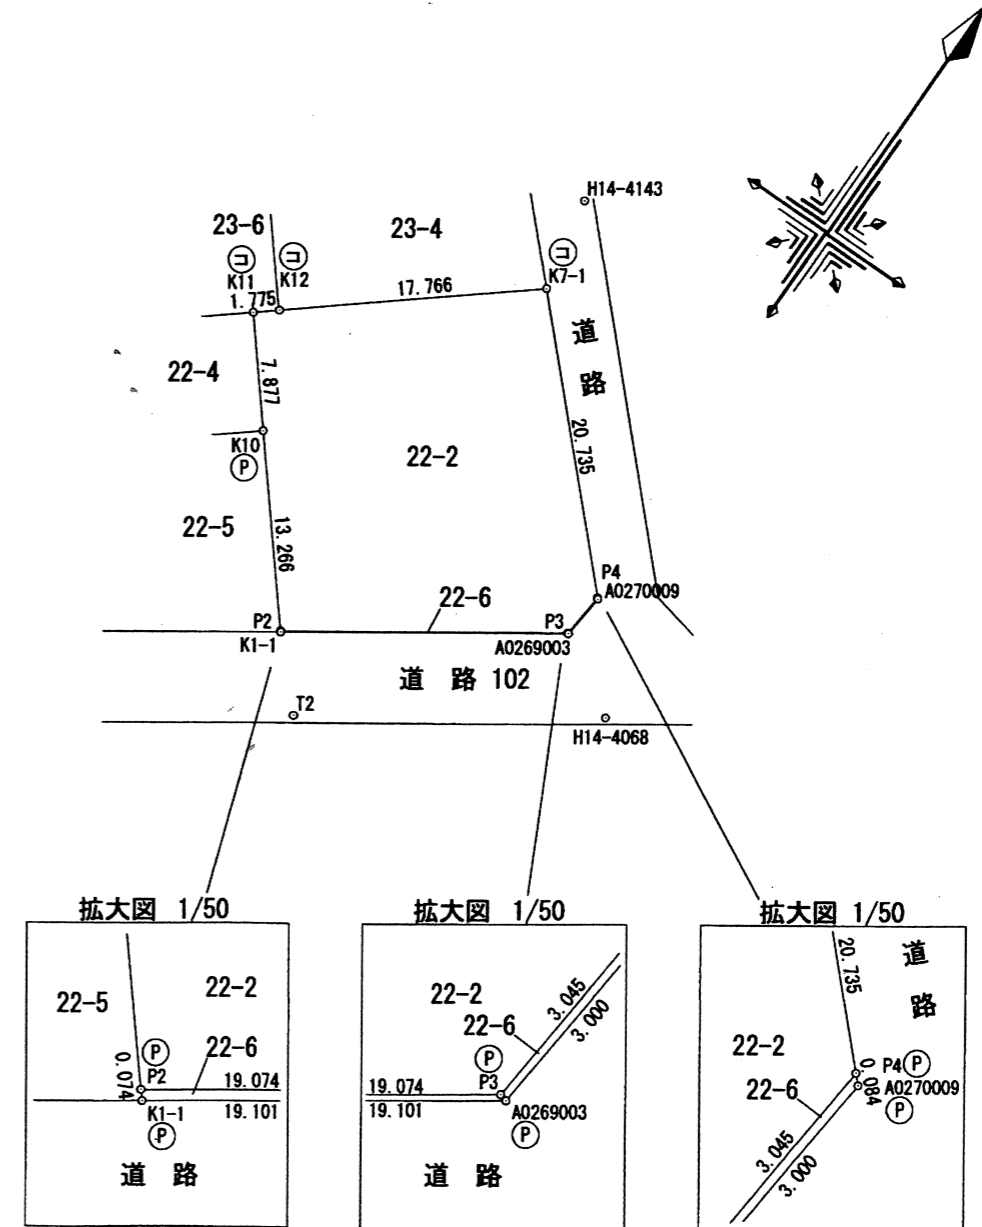 H14-4143
23-6
23-4
コ
コ
コ
K11
K12
K7-1
1.775
17.766
道路
22-4
7.877
K10
P
22-2
20.735
22-5
13.266
P4
A0270009
22-6
P2
K1-1
P3
A0269003
道 路 102
T2
H14-4068
拡大図 1/50
22-5
22-2
22-6
P
P2
0.074
19.074
K1-1
19.101
P
道 路
拡大図 1/50
22-2
22-6
3.045
3.000
P
P3
19.074
19.101
A0269003
P
道 路
拡大図 1/50
20.735
道路
22-2
22-6
P4
P
0.084
A0270009
P
3.045
3.000